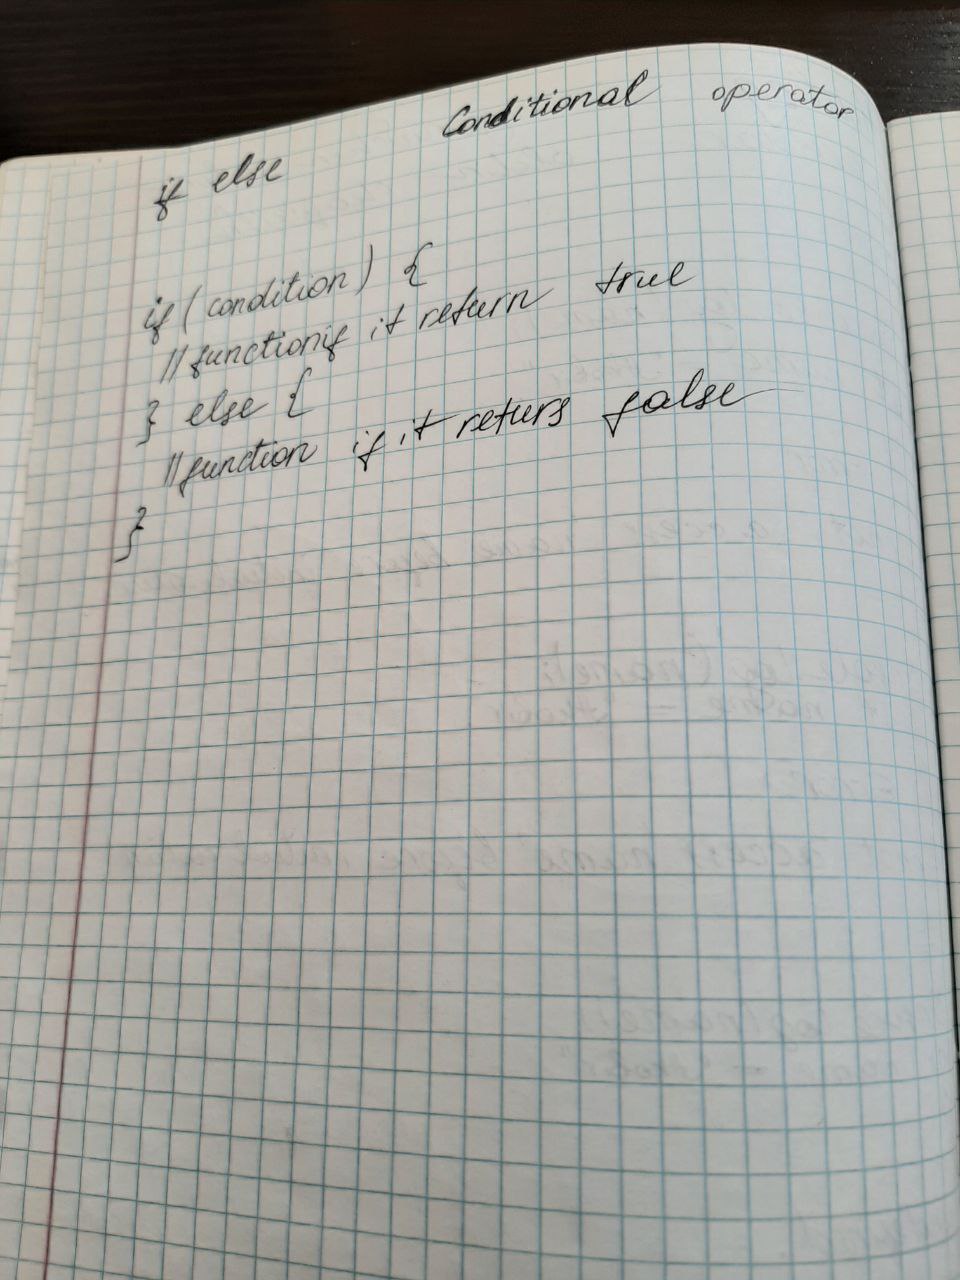 Conditional operator
if else
if (condition) {
//functionif it return true
} else {
//function if it returs false
}